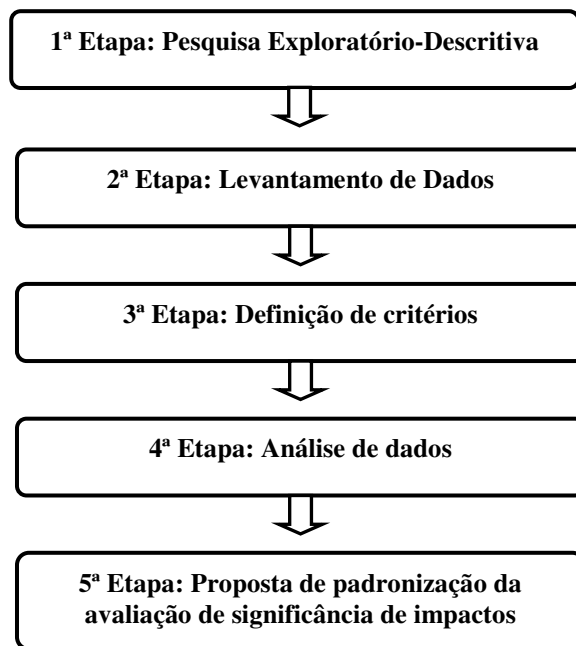 1ª Etapa: Pesquisa Exploratório-Descritiva
2ª Etapa: Levantamento de Dados
3ª Etapa: Definição de critérios
4ª Etapa: Análise de dados
5ª Etapa: Proposta de padronização da
avaliação de significância de impactos